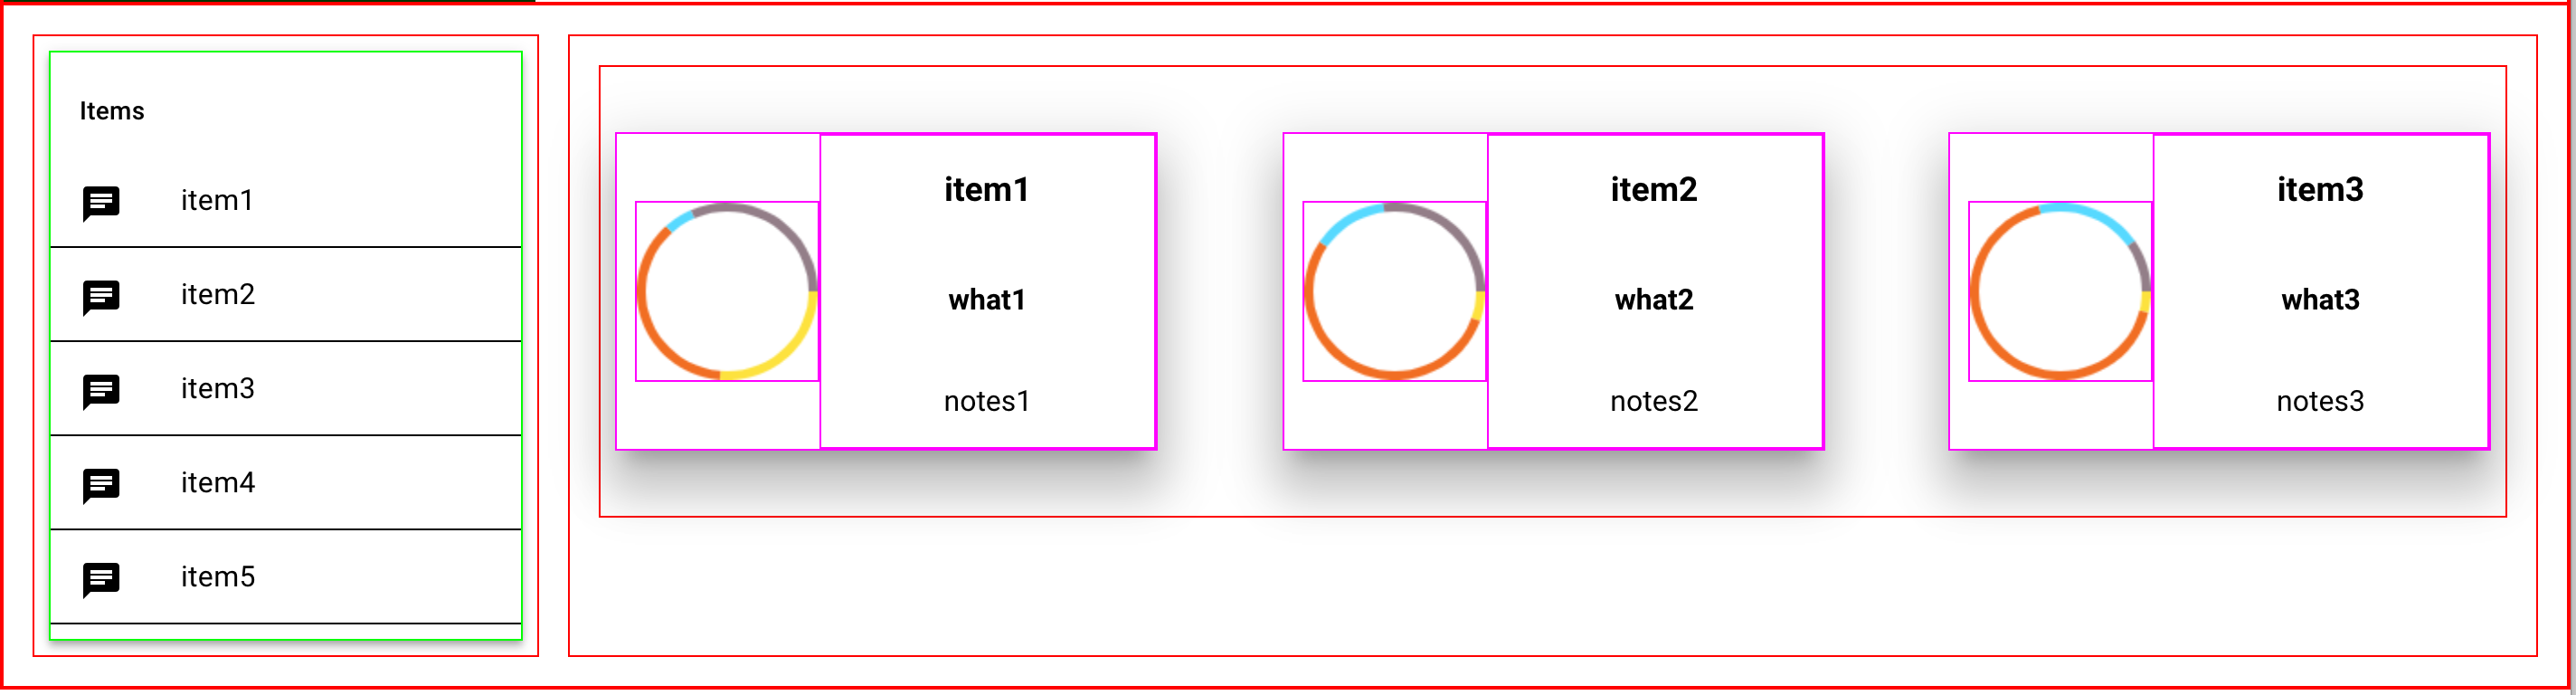 Items
item1
item2
item3
item4
item5
item1
what1
notes1
item2
what2
notes2
item3
what3
notes3